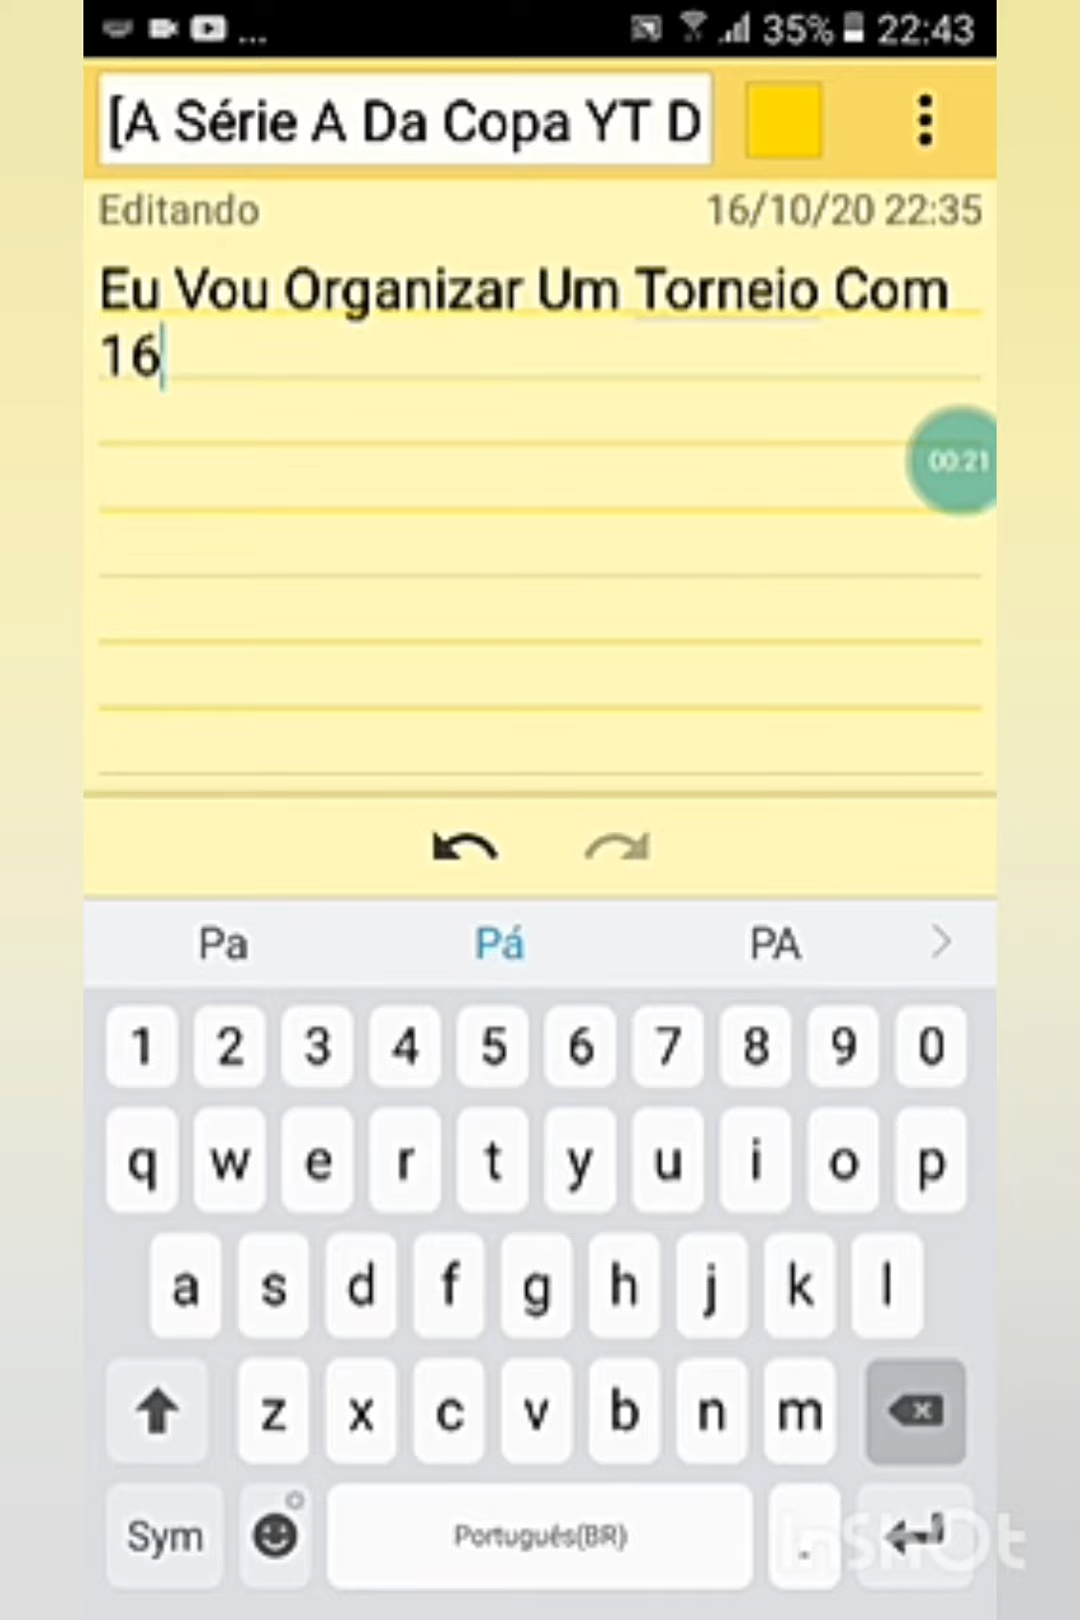 ... 35% 22:43
[A Série A Da Copa YT D
Editando 16/10/20 22:35
Eu Vou Organizar Um Torneio Com
16
00:21
Pa Pá PA
1 2 3 4 5 6 7 8 9 0
q w e r t y u i o p
a s d f g h j k l
z x c v b n m
Sym Português(BR) .
InShOt